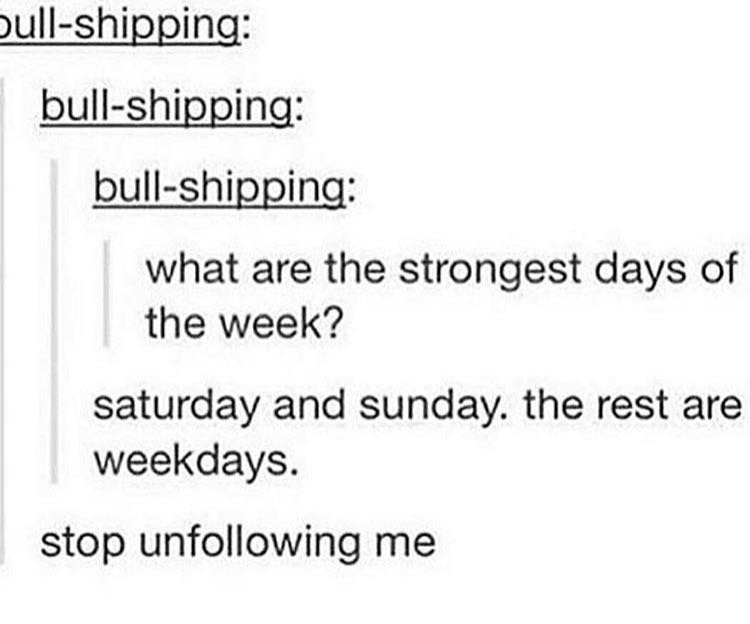 bull-shipping:
bull-shipping:
bull-shipping:
what are the strongest days of
the week?
saturday and sunday. the rest are
weekdays.
stop unfollowing me